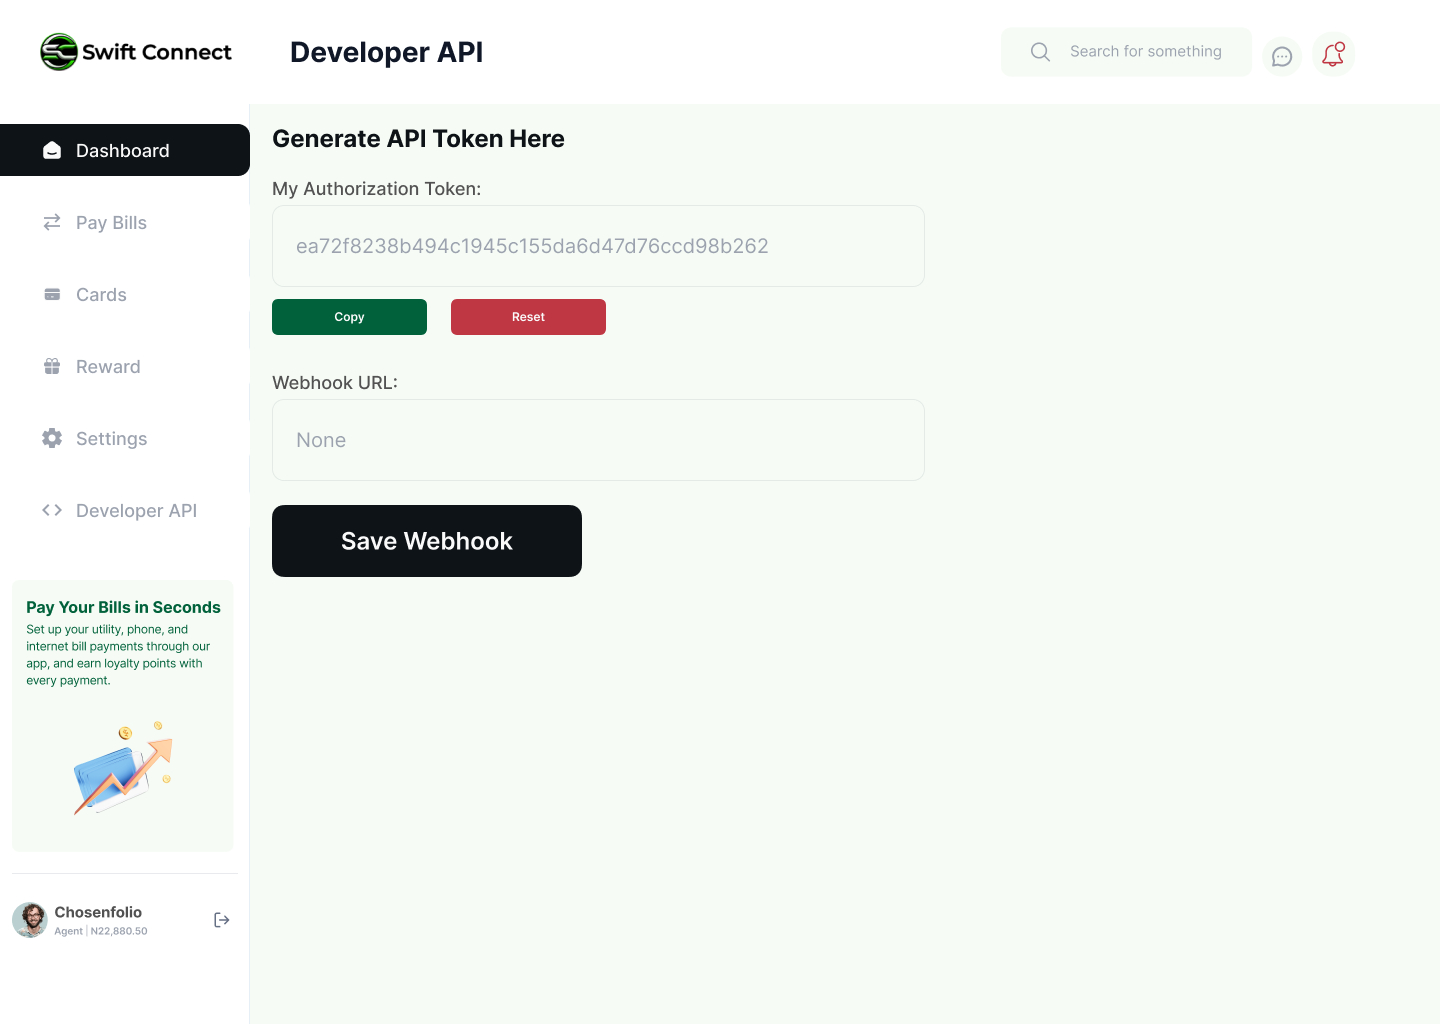 Swift Connect
Developer API
Search for something
Dashboard
Pay Bills
Cards
Reward
Settings
Developer API
Pay Your Bills in Seconds
Set up your utility, phone, and
internet bill payments through our
app, and earn loyalty points with
every payment.
Chosenfolio
Agent | N22,880.50
Generate API Token Here
My Authorization Token:
ea72f8238b494c1945c155da6d47d76ccd98b262
Copy
Reset
Webhook URL:
None
Save Webhook